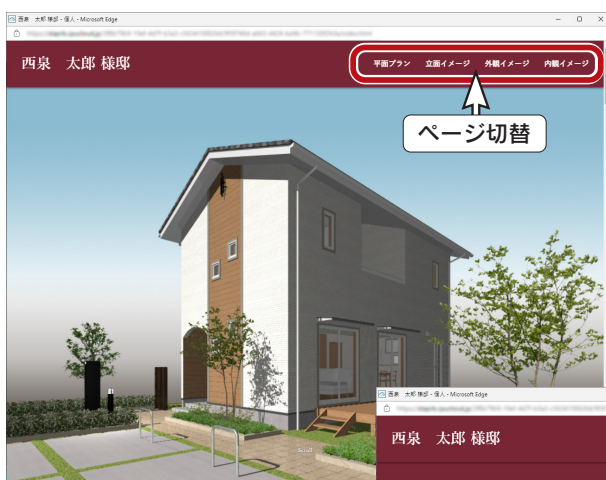 西泉　太郎 様邸 - 個人 - Microsoft Edge
西泉　太郎 様邸
平面プラン 立面イメージ 外観イメージ 内観イメージ
ページ切替
Scroll
西泉　太郎 様邸 - 個人 - Microsoft Edge
西泉　太郎 様邸